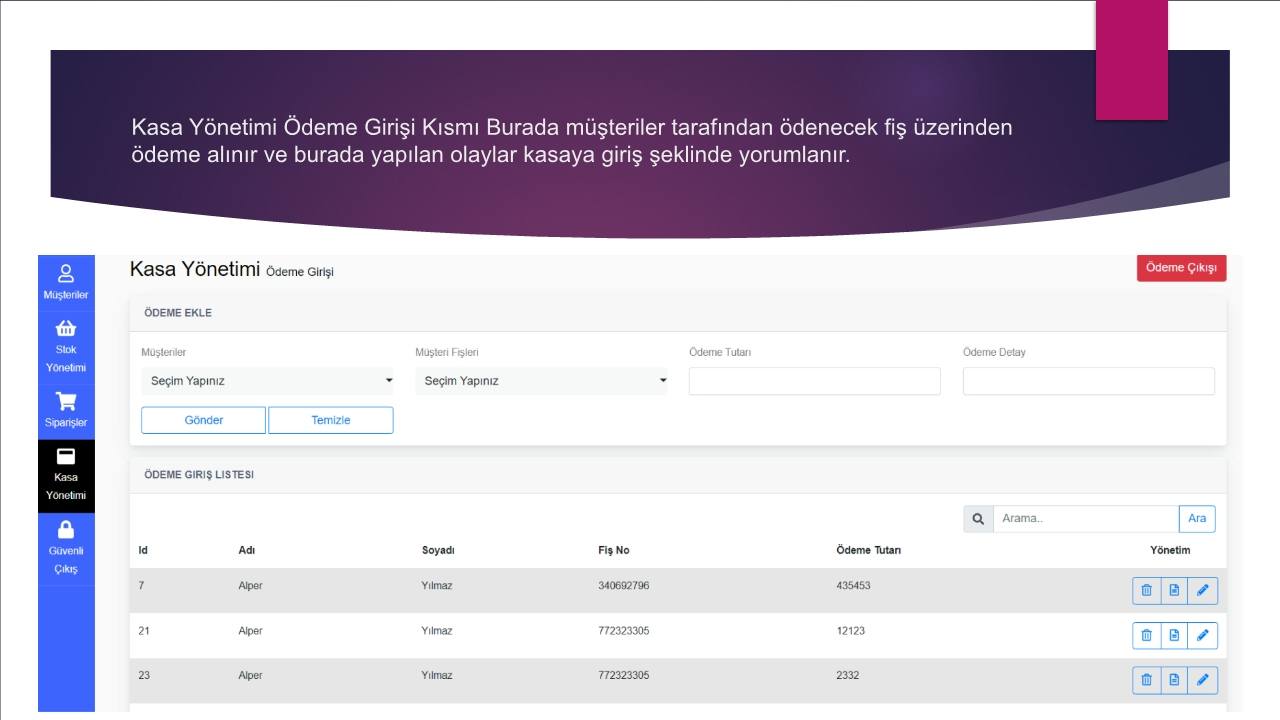 Kasa Yönetimi Ödeme Girişi Kısmı Burada müşteriler tarafından ödenecek fiş üzerinden
ödeme alınır ve burada yapılan olaylar kasaya giriş şeklinde yorumlanır.
Müşteriler
Stok
Yönetimi
Siparişler
Kasa
Yönetimi
Güvenli
Çıkış
Kasa Yönetimi Ödeme Girişi
Ödeme Çıkışı
ÖDEME EKLE
Müşteriler Müşteri Fişleri Ödeme Tutarı Ödeme Detay
Seçim Yapınız Seçim Yapınız
Gönder Temizle
ÖDEME GIRIŞ LISTESI
Arama.. Ara
Id Adı Soyadı Fiş No Ödeme Tutarı Yönetim
7 Alper Yılmaz 340692796 435453
21 Alper Yılmaz 772323305 12123
23 Alper Yılmaz 772323305 2332